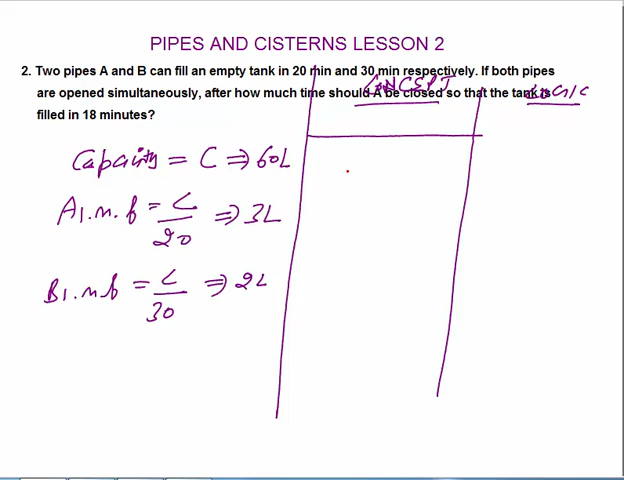 PIPES AND CISTERNS LESSON 2
2. Two pipes A and B can fill an empty tank in 20 min and 30 min respectively. If both pipes
are opened simultaneously, after how much time should A be closed so that the tank is
filled in 18 minutes?
CONCEPT
LOGIC
Capacity = C ⇒ 60L
A1.m.f = C/20 ⇒ 3L
B1.m.f = C/30 ⇒ 2L